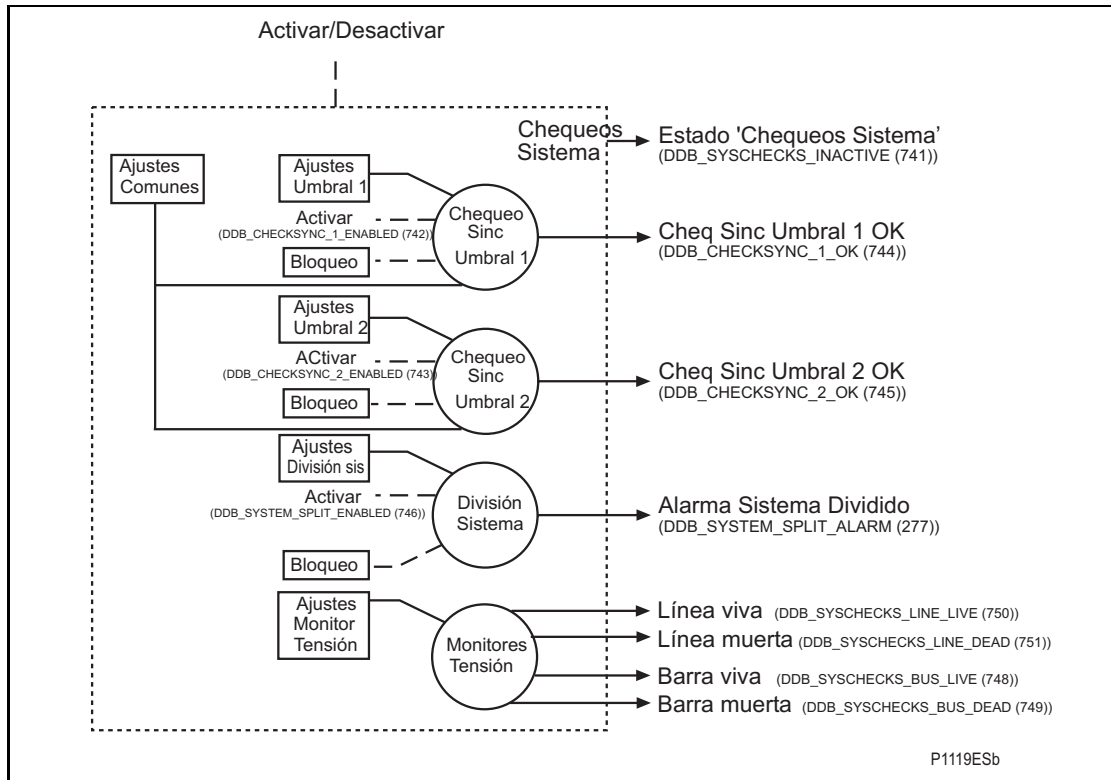 Activar/Desactivar
Chequeos
Sistema
Estado 'Chequeos Sistema’
(DDB_SYSCHECKS_INACTIVE (741))
Ajustes
Comunes
Ajustes
Umbral 1
Activar
(DDB_CHECKSYNC_1_ENABLED (742))
Bloqueo
Chequeo
Sinc
Umbral 1
Cheq Sinc Umbral 1 OK
(DDB_CHECKSYNC_1_OK (744))
Ajustes
Umbral 2
ACtivar
(DDB_CHECKSYNC_2_ENABLED (743))
Bloqueo
Chequeo
Sinc
Umbral 2
Cheq Sinc Umbral 2 OK
(DDB_CHECKSYNC_2_OK (745))
Ajustes
División sis
Activar
(DDB_SYSTEM_SPLIT_ENABLED (746))
Bloqueo
División
Sistema
Alarma Sistema Dividido
(DDB_SYSTEM_SPLIT_ALARM (277))
Ajustes
Monitor
Tensión
Monitores
Tensión
Línea viva (DDB_SYSCHECKS_LINE_LIVE (750))
Línea muerta (DDB_SYSCHECKS_LINE_DEAD (751))
Barra viva (DDB_SYSCHECKS_BUS_LIVE (748))
Barra muerta (DDB_SYSCHECKS_BUS_DEAD (749))
P1119ESb